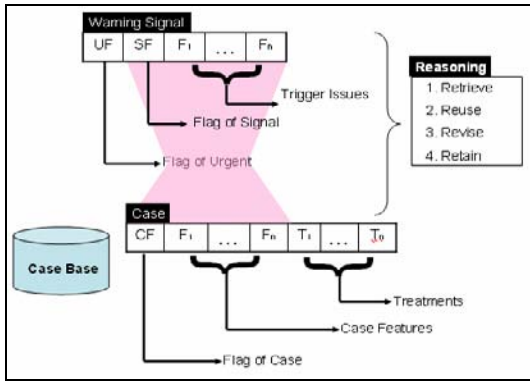 Warning Signal
UF SF F1 ... Fn
Trigger Issues
Flag of Signal
Flag of Urgent
Reasoning
1. Retrieve
2. Reuse
3. Revise
4. Retain
Case
CF F1 ... Fn T1 ... Tn
Case Base
Treatments
Case Features
Flag of Case